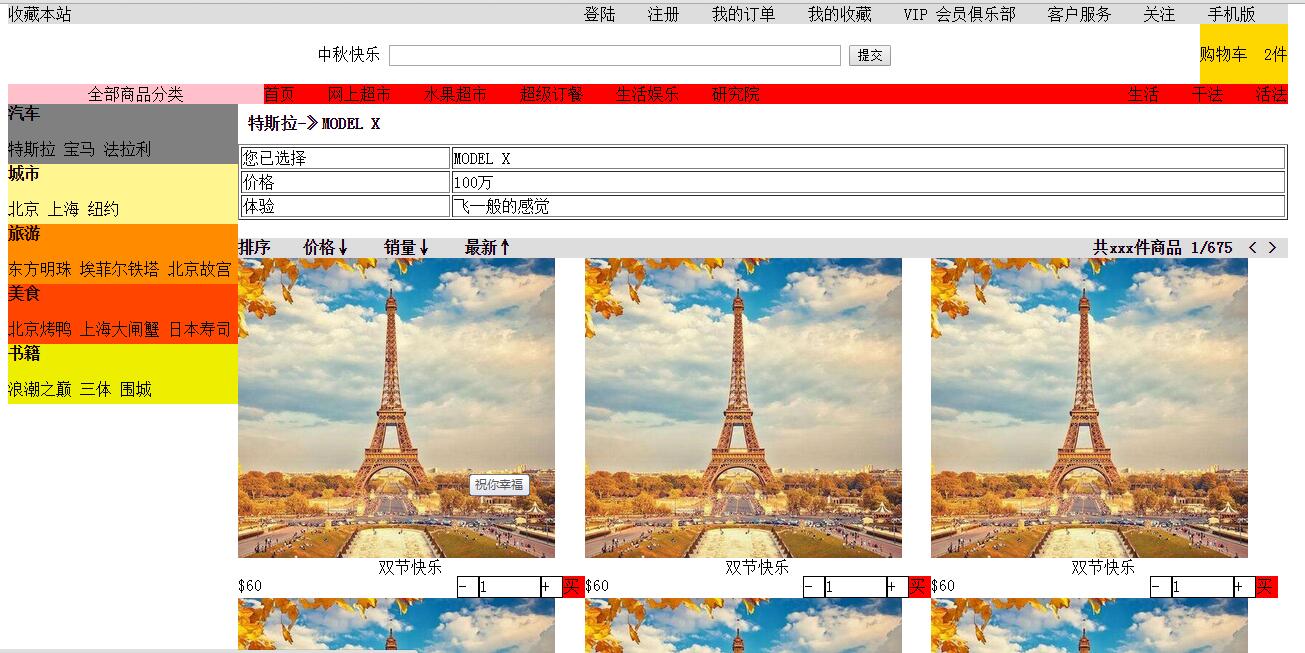 收藏本站 登陆 注册 我的订单 我的收藏 VIP 会员俱乐部 客户服务 关注 手机版
中秋快乐 提交 购物车 2件
全部商品分类 首页 网上超市 水果超市 超级订餐 生活娱乐 研究院 生活 干法 活法
汽车
特斯拉 宝马 法拉利
城市
北京 上海 纽约
旅游
东方明珠 埃菲尔铁塔 北京故宫
美食
北京烤鸭 上海大闸蟹 日本寿司
书籍
浪潮之巅 三体 围城
特斯拉-》MODEL X
您已选择 MODEL X
价格 100万
体验 飞一般的感觉
排序 价格↓ 销量↓ 最新↑ 共xxx件商品 1/675 < >
祝你幸福
双节快乐 双节快乐 双节快乐
$60 - 1 + 买 $60 - 1 + 买 $60 - 1 + 买